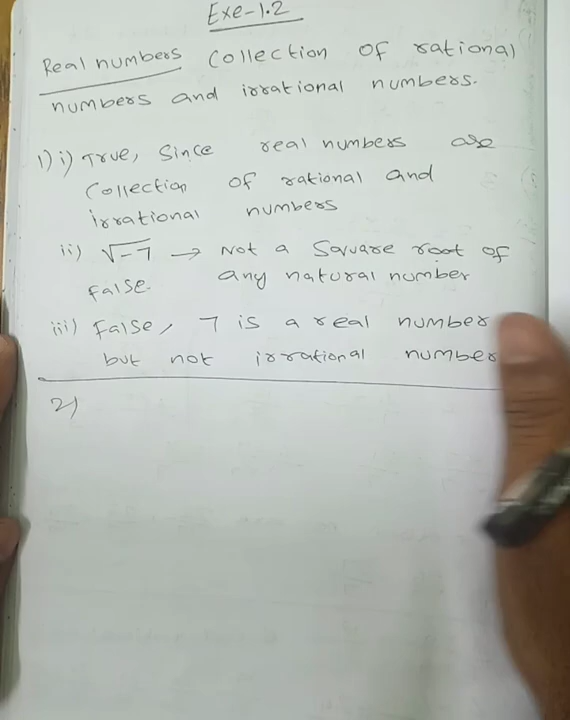 Exe-1.2
Real numbers Collection of rational
numbers and irrational numbers.
1) i) True, Since real numbers are
Collection of rational and
irrational numbers
ii) √-7 → Not a Square root of
False. any natural number
iii) False, 7 is a real number
but not irrational number
2)